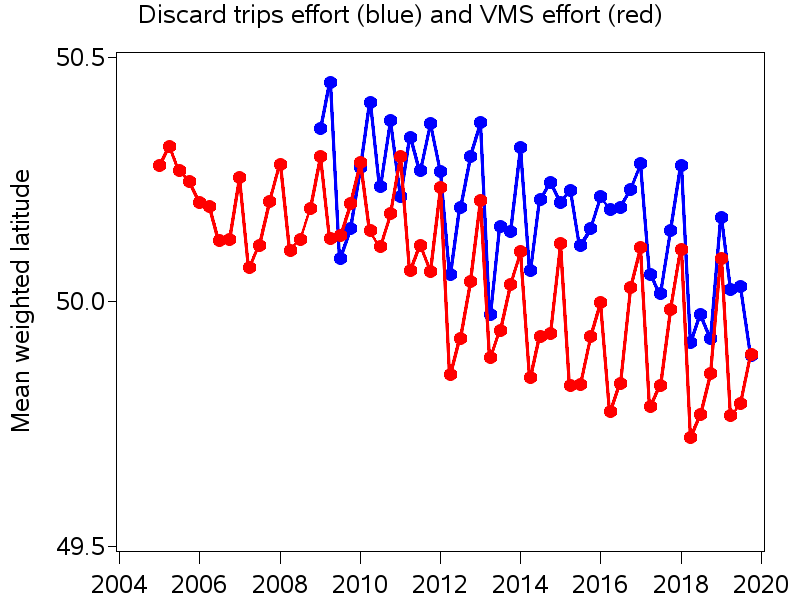 Discard trips effort (blue) and VMS effort (red)
50.5
50.0
49.5
Mean weighted latitude
2004 2006 2008 2010 2012 2014 2016 2018 2020